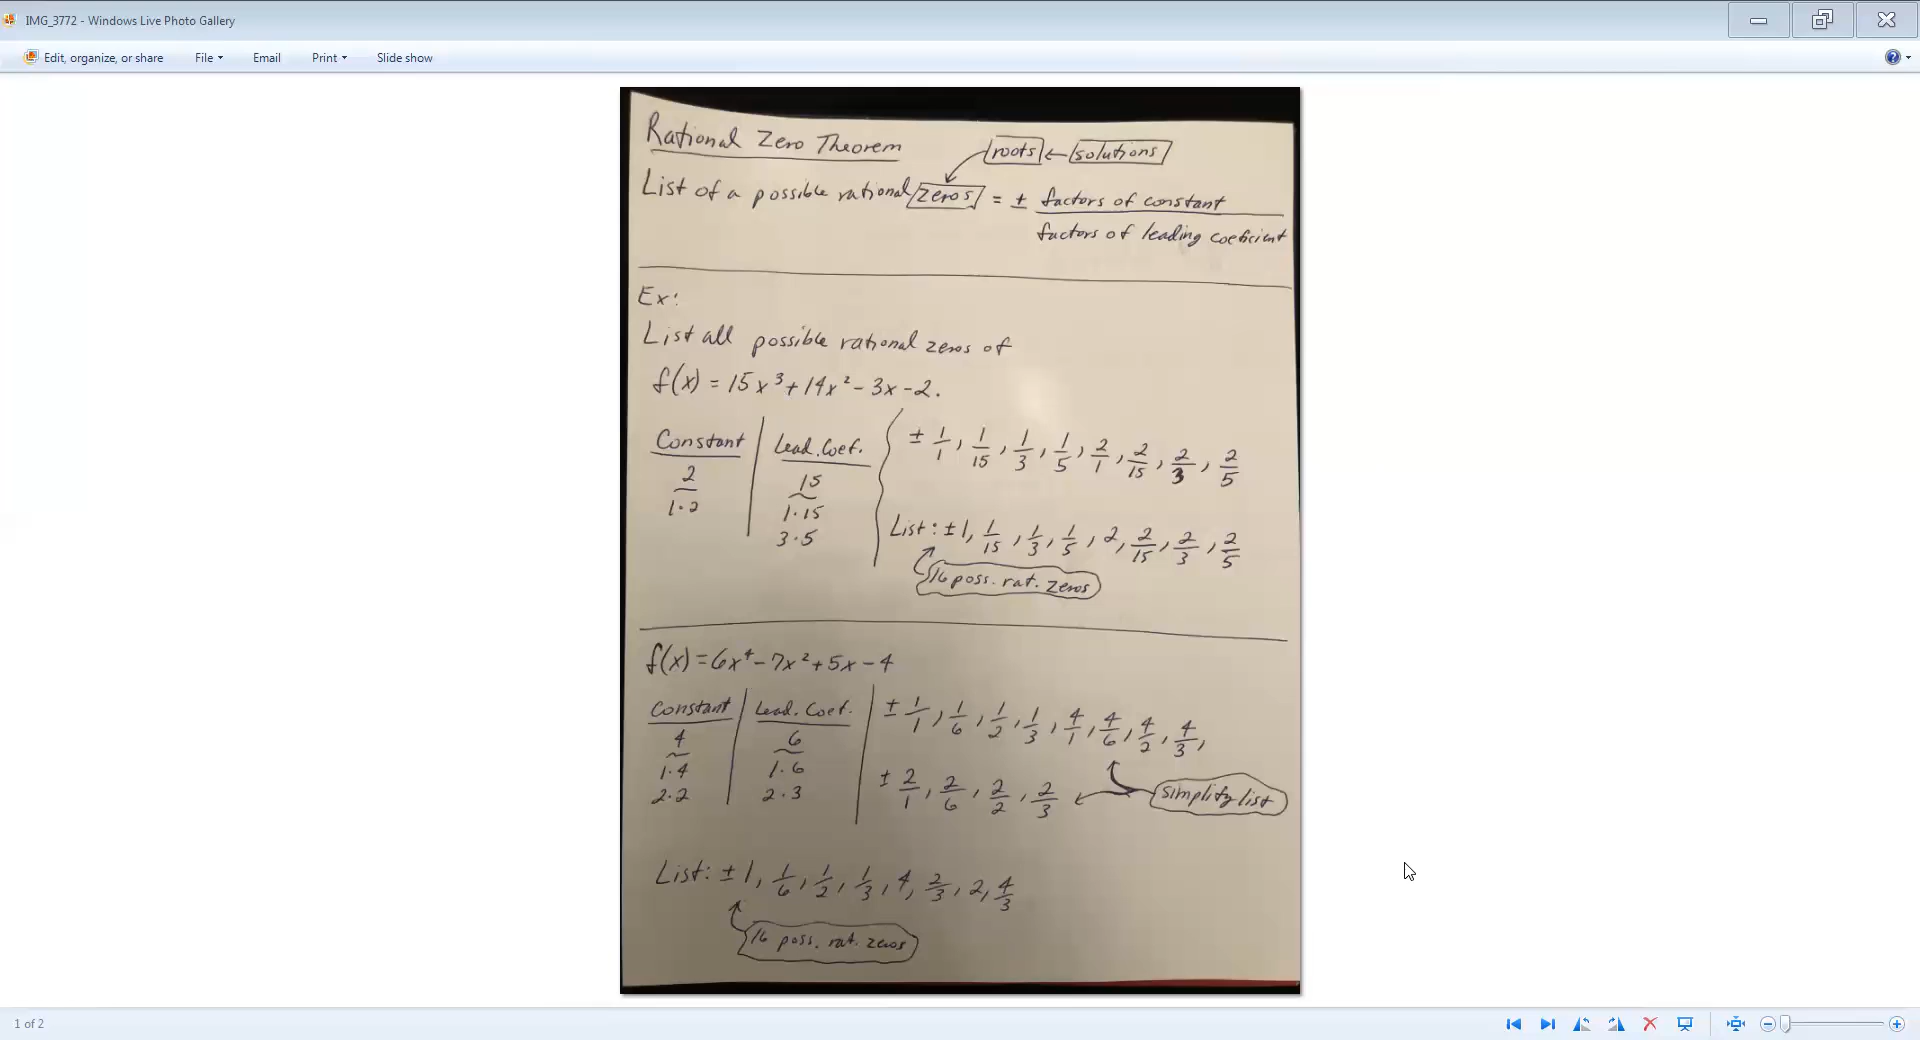 IMG_3772 - Windows Live Photo Gallery
Edit, organize, or share File Email Print Slide show
Rational Zero Theorem
roots ← solutions
List of a possible rational zeros = ± factors of constant / factors of leading coeficient
Ex:
List all possible rational zeros of
f(x) = 15x³ + 14x² - 3x - 2.
Constant
2
1·2
Lead. Coef.
15
1·15
3·5
± 1/1, 1/15, 1/3, 1/5, 2/1, 2/15, 2/3, 2/5
List: ± 1, 1/15, 1/3, 1/5, 2, 2/15, 2/3, 2/5
16 poss. rat. zeros
f(x) = 6x⁴ - 7x² + 5x - 4
Constant
4
1·4
2·2
Lead. Coef.
6
1·6
2·3
± 1/1, 1/6, 1/2, 1/3, 4/1, 4/6, 4/2, 4/3,
± 2/1, 2/6, 2/2, 2/3
simplify list
List: ± 1, 1/6, 1/2, 1/3, 4, 2/3, 2, 4/3
16 poss. rat. zeros
1 of 2